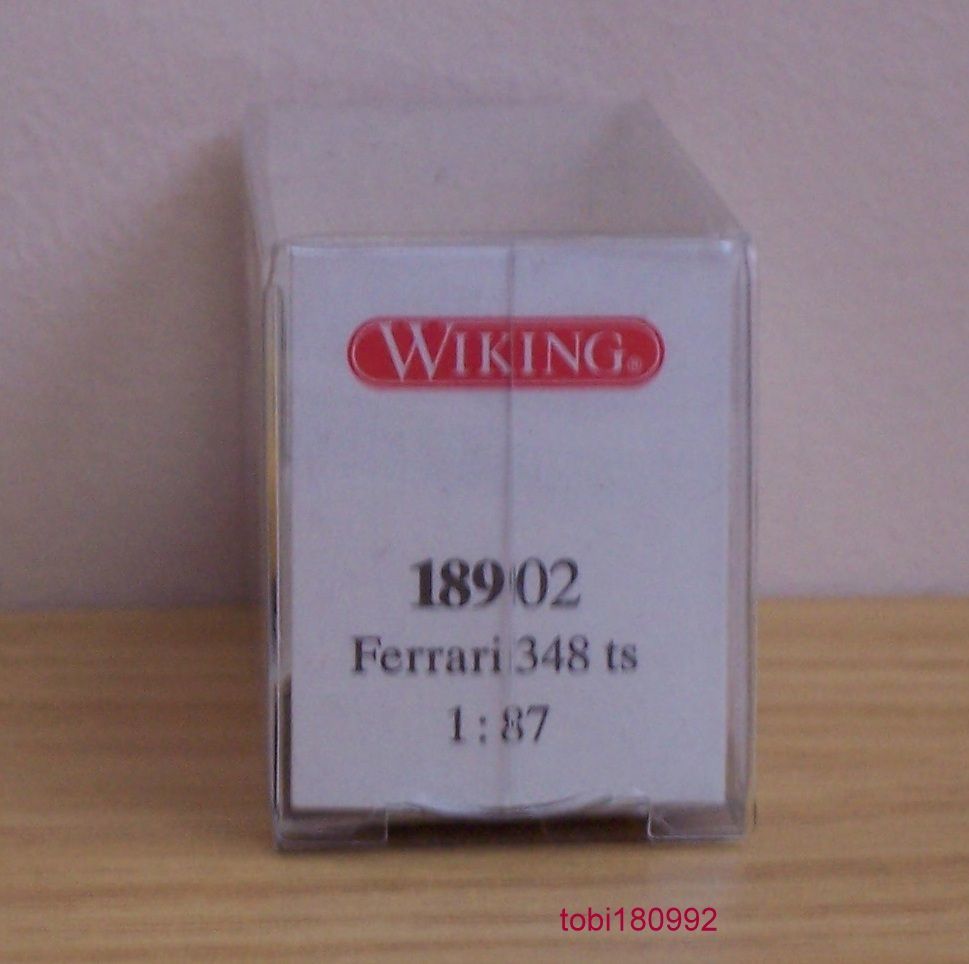 WIKING®
189 02
Ferrari 348 ts
1:87
tobi180992